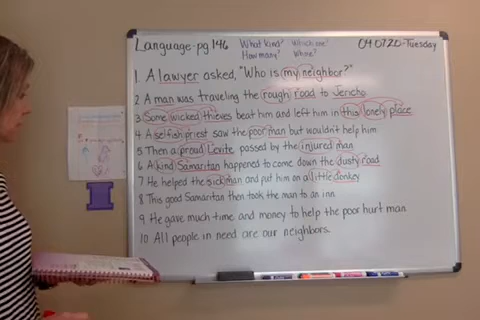 Language-pg 146
What kind? Which one?
How many? Whose?
04.07.20-Tuesday
1. A lawyer asked, "Who is my neighbor?"
2 A man was traveling the rough road to Jericho.
3 Some wicked thieves beat him and left him in this lonely place
4 A selfish priest saw the poor man but wouldn't help him
5 Then a proud Levite passed by the injured man
6 A kind Samaritan happened to come down the dusty road
7 He helped the sick man and put him on a little donkey
8 This good Samaritan then took the man to an inn.
9 He gave much time and money to help the poor hurt man
10. All people in need are our neighbors.